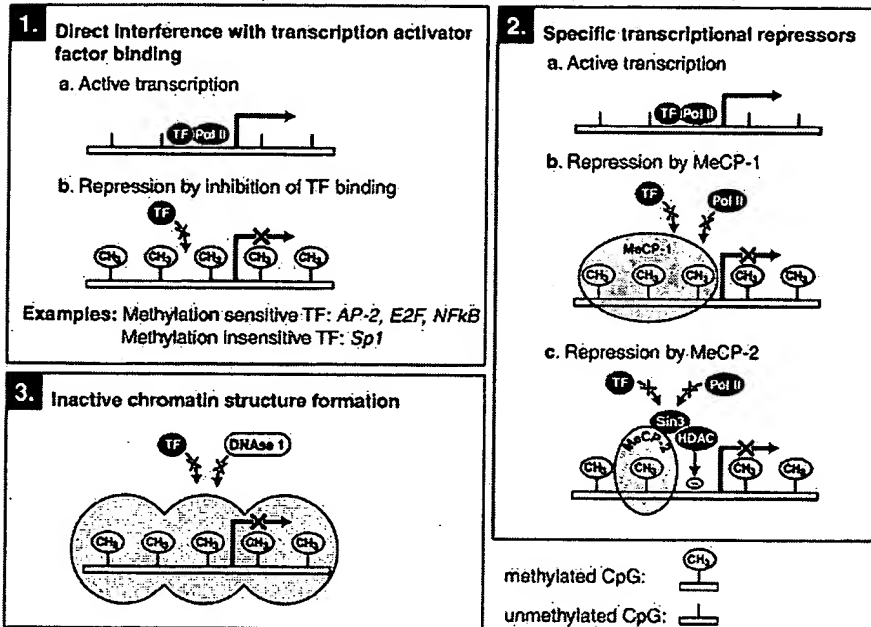 1. Direct Interference with transcription activator
factor binding
a. Active transcription
TF Pol II
b. Repression by inhibition of TF binding
TF
CH3 CH3 CH3 CH3 CH3
Examples: Methylation sensitive TF: AP-2, E2F, NFkB
Methylation insensitive TF: Sp1
2. Specific transcriptional repressors
a. Active transcription
TF Pol II
b. Repression by MeCP-1
TF Pol II
MeCP-1
CH3 CH3 CH3 CH3 CH3
c. Repression by MeCP-2
TF Pol II
Sin3
MeCP-2 HDAC
CH3 CH3 CH3 CH3
−
3. Inactive chromatin structure formation
TF DNAse 1
CH3 CH3 CH3 CH3 CH3
CH3
methylated CpG:
unmethylated CpG: